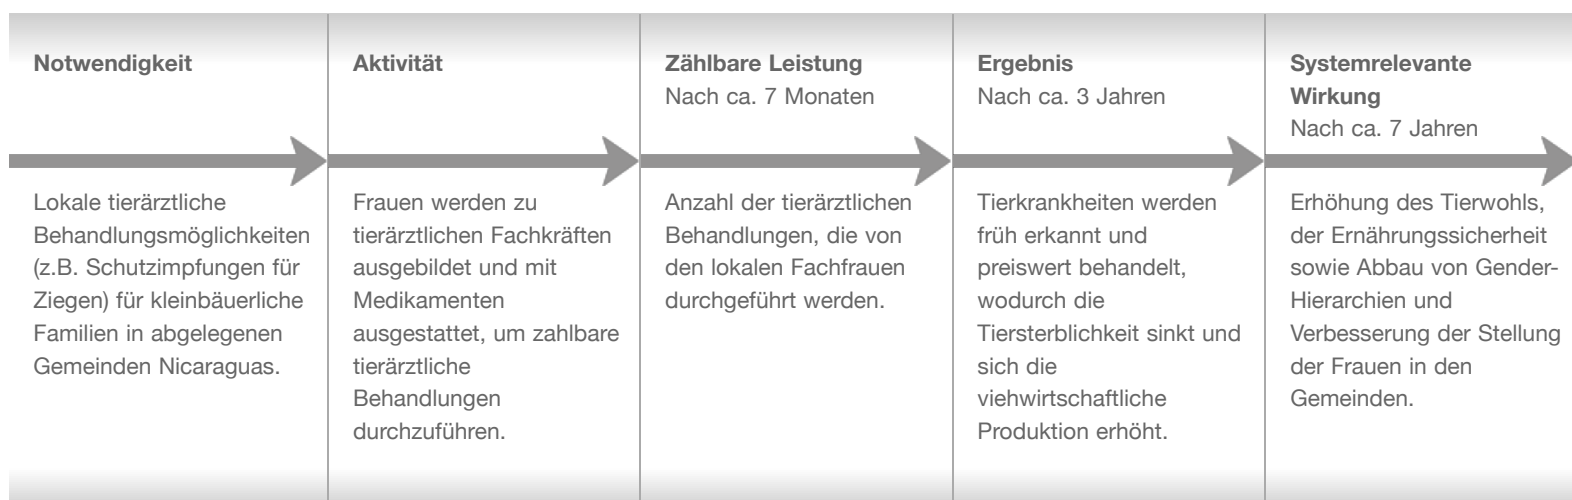 Notwendigkeit
Lokale tierärztliche
Behandlungsmöglichkeiten
(z.B. Schutzimpfungen für
Ziegen) für kleinbäuerliche
Familien in abgelegenen
Gemeinden Nicaraguas.
Aktivität
Frauen werden zu
tierärztlichen Fachkräften
ausgebildet und mit
Medikamenten
ausgestattet, um zahlbare
tierärztliche
Behandlungen
durchzuführen.
Zählbare Leistung
Nach ca. 7 Monaten
Anzahl der tierärztlichen
Behandlungen, die von
den lokalen Fachfrauen
durchgeführt werden.
Ergebnis
Nach ca. 3 Jahren
Tierkrankheiten werden
früh erkannt und
preiswert behandelt,
wodurch die
Tiersterblichkeit sinkt und
sich die
viehwirtschaftliche
Produktion erhöht.
Systemrelevante
Wirkung
Nach ca. 7 Jahren
Erhöhung des Tierwohls,
der Ernährungssicherheit
sowie Abbau von Gender-
Hierarchien und
Verbesserung der Stellung
der Frauen in den
Gemeinden.